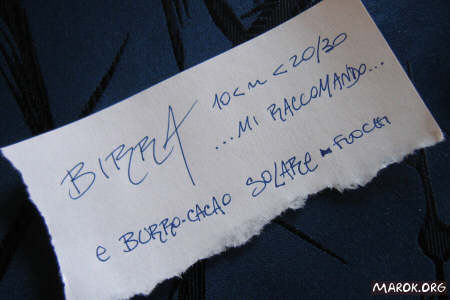 BIRRA 10<m<20/30
...MI RACCOMANDO...
e BURRO-CACAO SOLARE - FUOCHI
MAROK.ORG